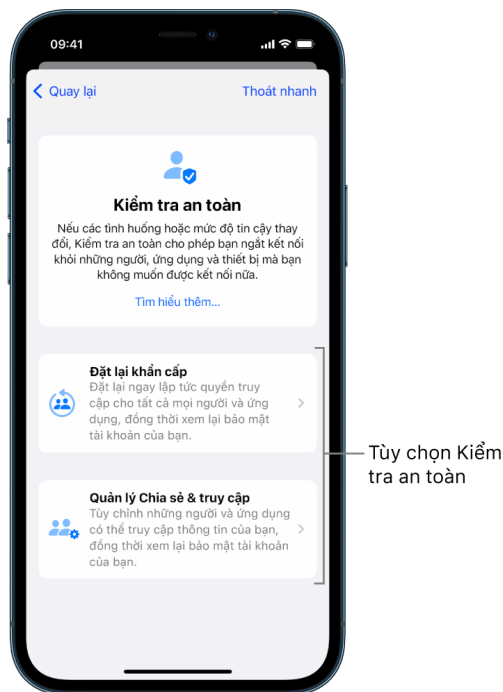 09:41
Quay lại
Thoát nhanh
Kiểm tra an toàn
Nếu các tình huống hoặc mức độ tin cậy thay
đổi, Kiểm tra an toàn cho phép bạn ngắt kết nối
khỏi những người, ứng dụng và thiết bị mà bạn
không muốn được kết nối nữa.
Tìm hiểu thêm...
Đặt lại khẩn cấp
Đặt lại ngay lập tức quyền truy
cập cho tất cả mọi người và ứng
dụng, đồng thời xem lại bảo mật
tài khoản của bạn.
Quản lý Chia sẻ & truy cập
Tùy chỉnh những người và ứng dụng
có thể truy cập thông tin của bạn,
đồng thời xem lại bảo mật tài khoản
của bạn.
Tùy chọn Kiểm
tra an toàn